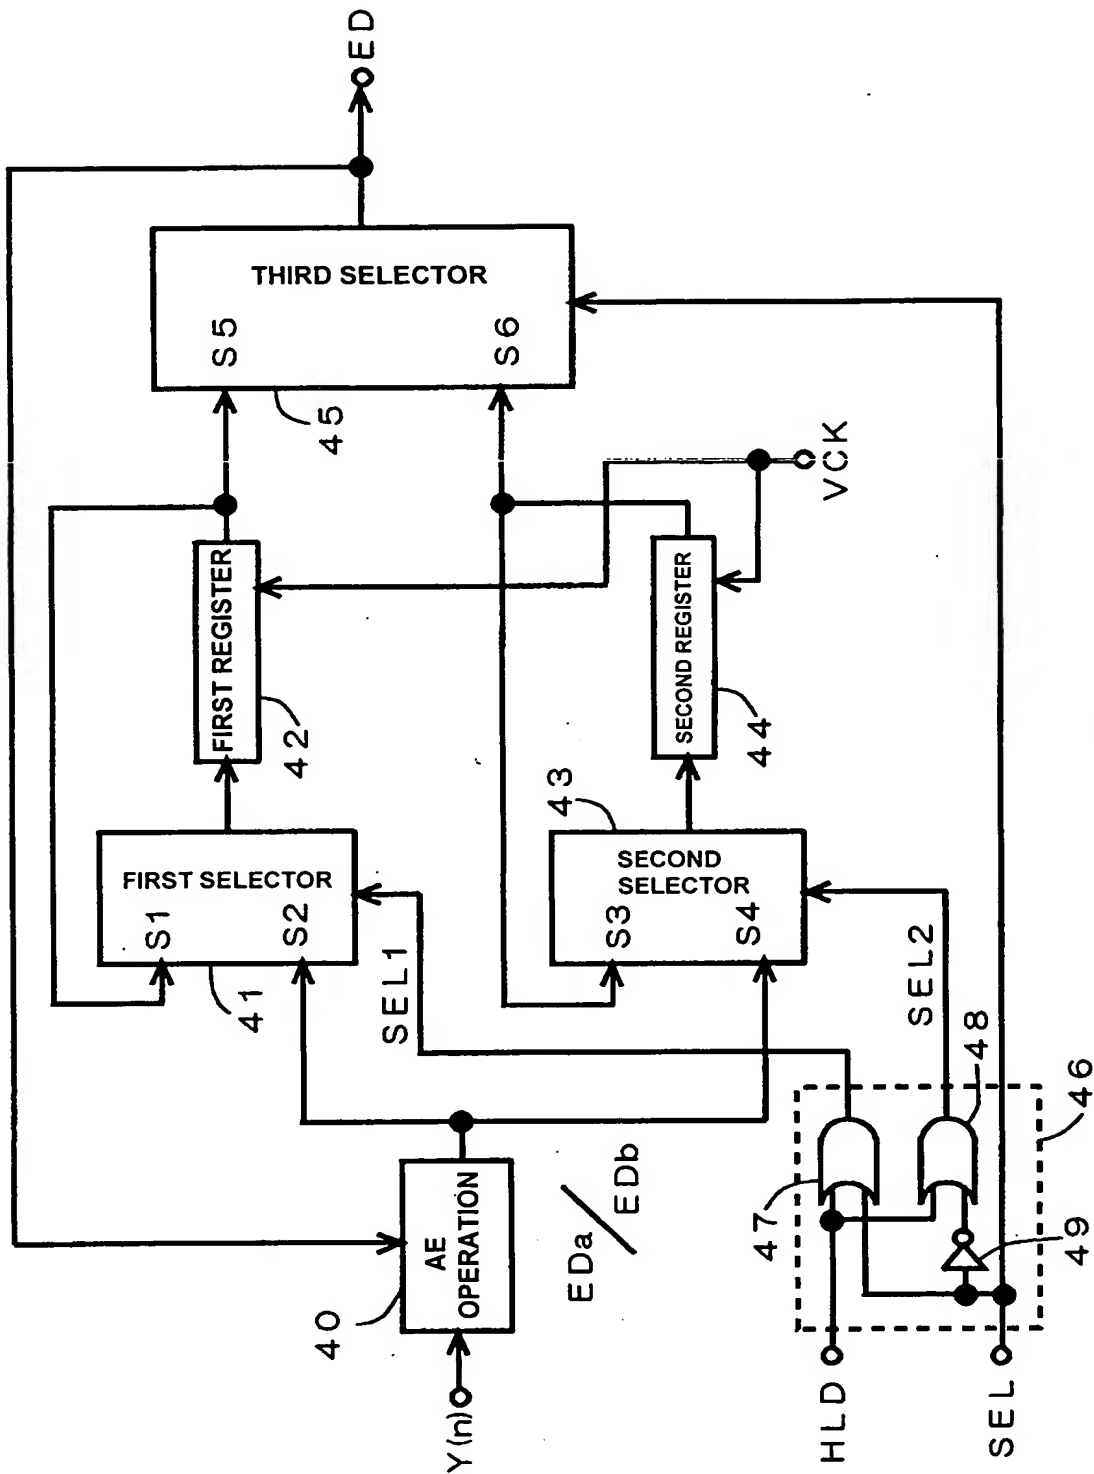 ED
THIRD SELECTOR
S5
S6
45
FIRST REGISTER
42
SECOND REGISTER
44
VCK
FIRST SELECTOR
S1
S2
41
43
SECOND
SELECTOR
S3
S4
SEL1
SEL2
AE
OPERATION
40
EDa
EDb
Y(n)
47
48
49
46
HLD
SEL